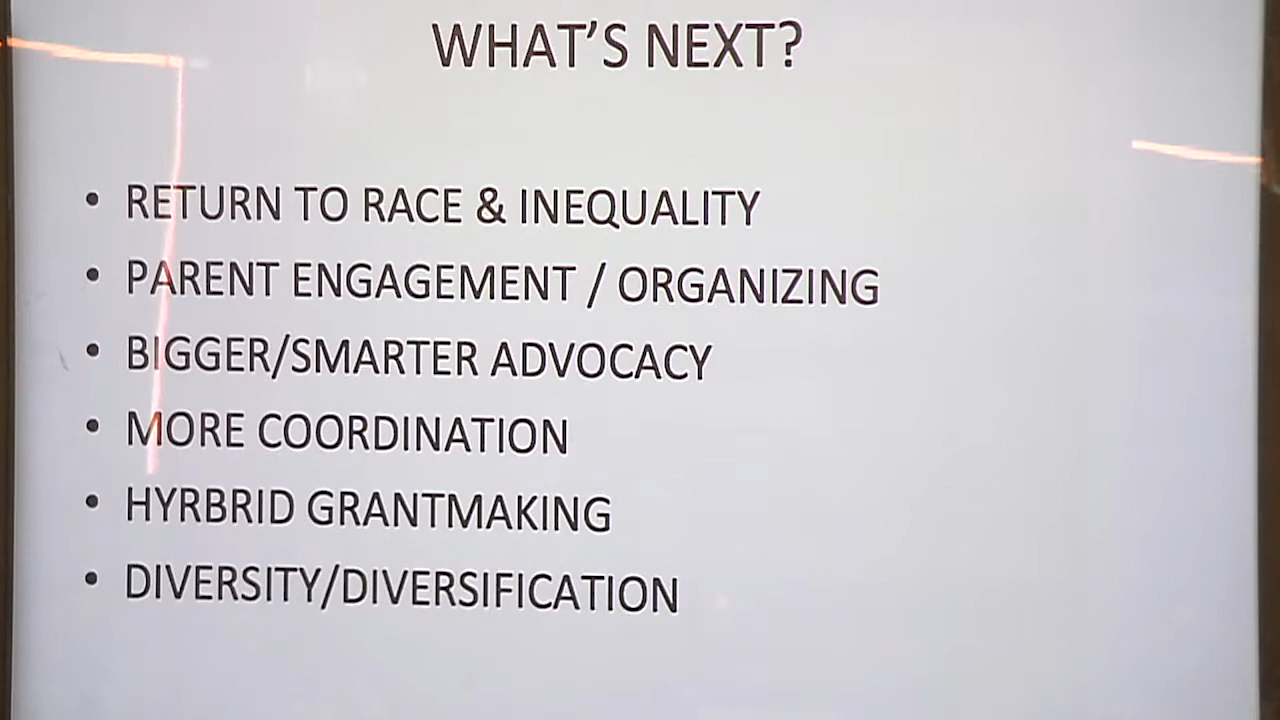 WHAT'S NEXT?
• RETURN TO RACE & INEQUALITY
• PARENT ENGAGEMENT / ORGANIZING
• BIGGER/SMARTER ADVOCACY
• MORE COORDINATION
• HYRBRID GRANTMAKING
• DIVERSITY/DIVERSIFICATION